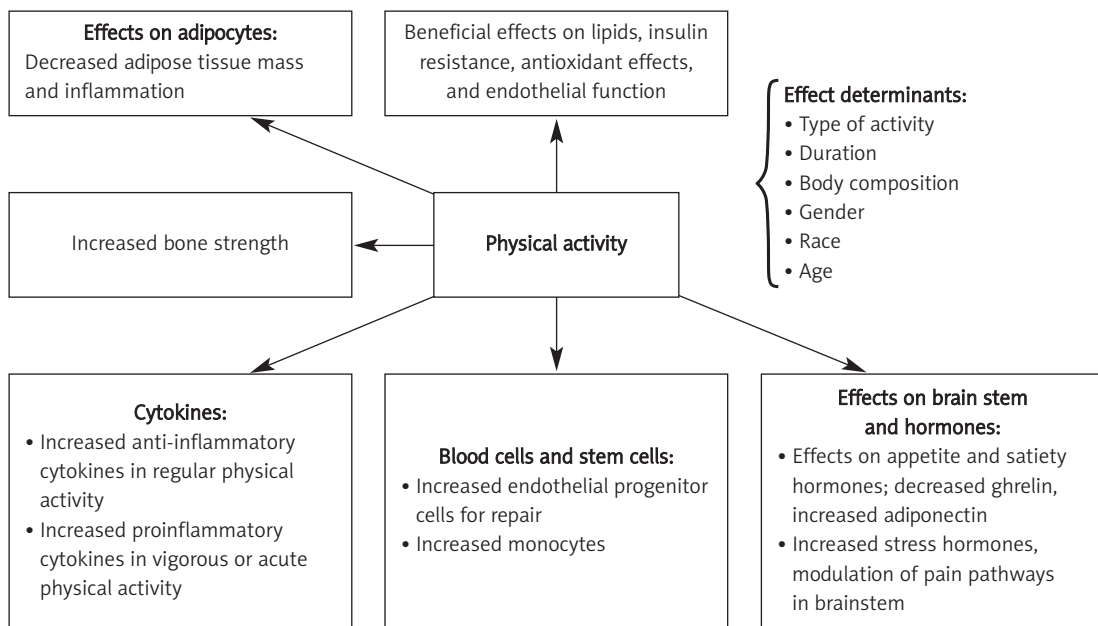 Effects on adipocytes:
Decreased adipose tissue mass
and inflammation
Beneficial effects on lipids, insulin
resistance, antioxidant effects,
and endothelial function
Effect determinants:
• Type of activity
• Duration
• Body composition
• Gender
• Race
• Age
Increased bone strength
Physical activity
Cytokines:
• Increased anti-inflammatory
cytokines in regular physical
activity
• Increased proinflammatory
cytokines in vigorous or acute
physical activity
Blood cells and stem cells:
• Increased endothelial progenitor
cells for repair
• Increased monocytes
Effects on brain stem
and hormones:
• Effects on appetite and satiety
hormones; decreased ghrelin,
increased adiponectin
• Increased stress hormones,
modulation of pain pathways
in brainstem